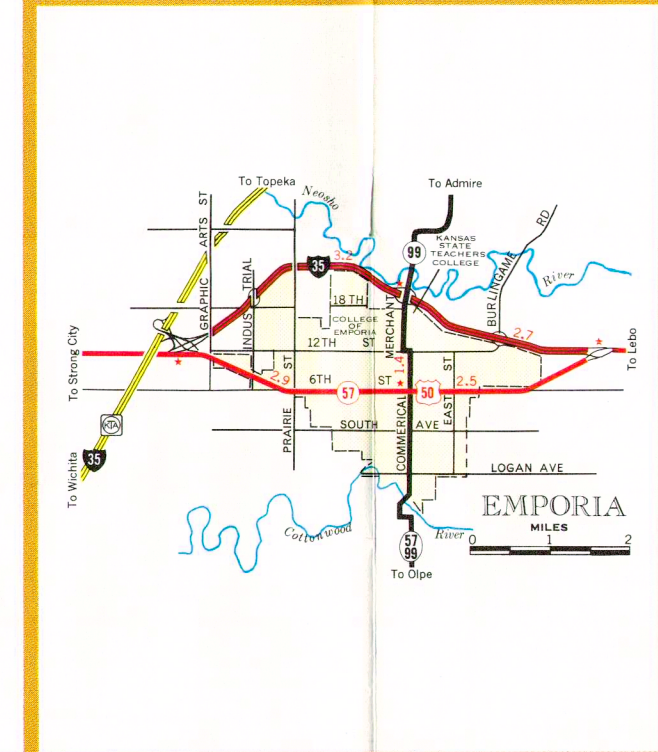 To Topeka
To Admire
Neosho
GRAPHIC ARTS ST
BURLINGAME RD
99
KANSAS
STATE
TEACHERS
COLLEGE
35
3.2
River
INDUSTRIAL
18 TH
MERCHANT
COLLEGE
OF
EMPORIA
12TH ST
2.7
To Strong City
To Lebo
1.4
2.9
6TH ST
57
50
2.5
EAST ST
PRAIRIE ST
KTA
35
To Wichita
SOUTH AVE
COMMERICAL
LOGAN AVE
EMPORIA
MILES
0 1 2
Cottonwood River
57
99
To Olpe